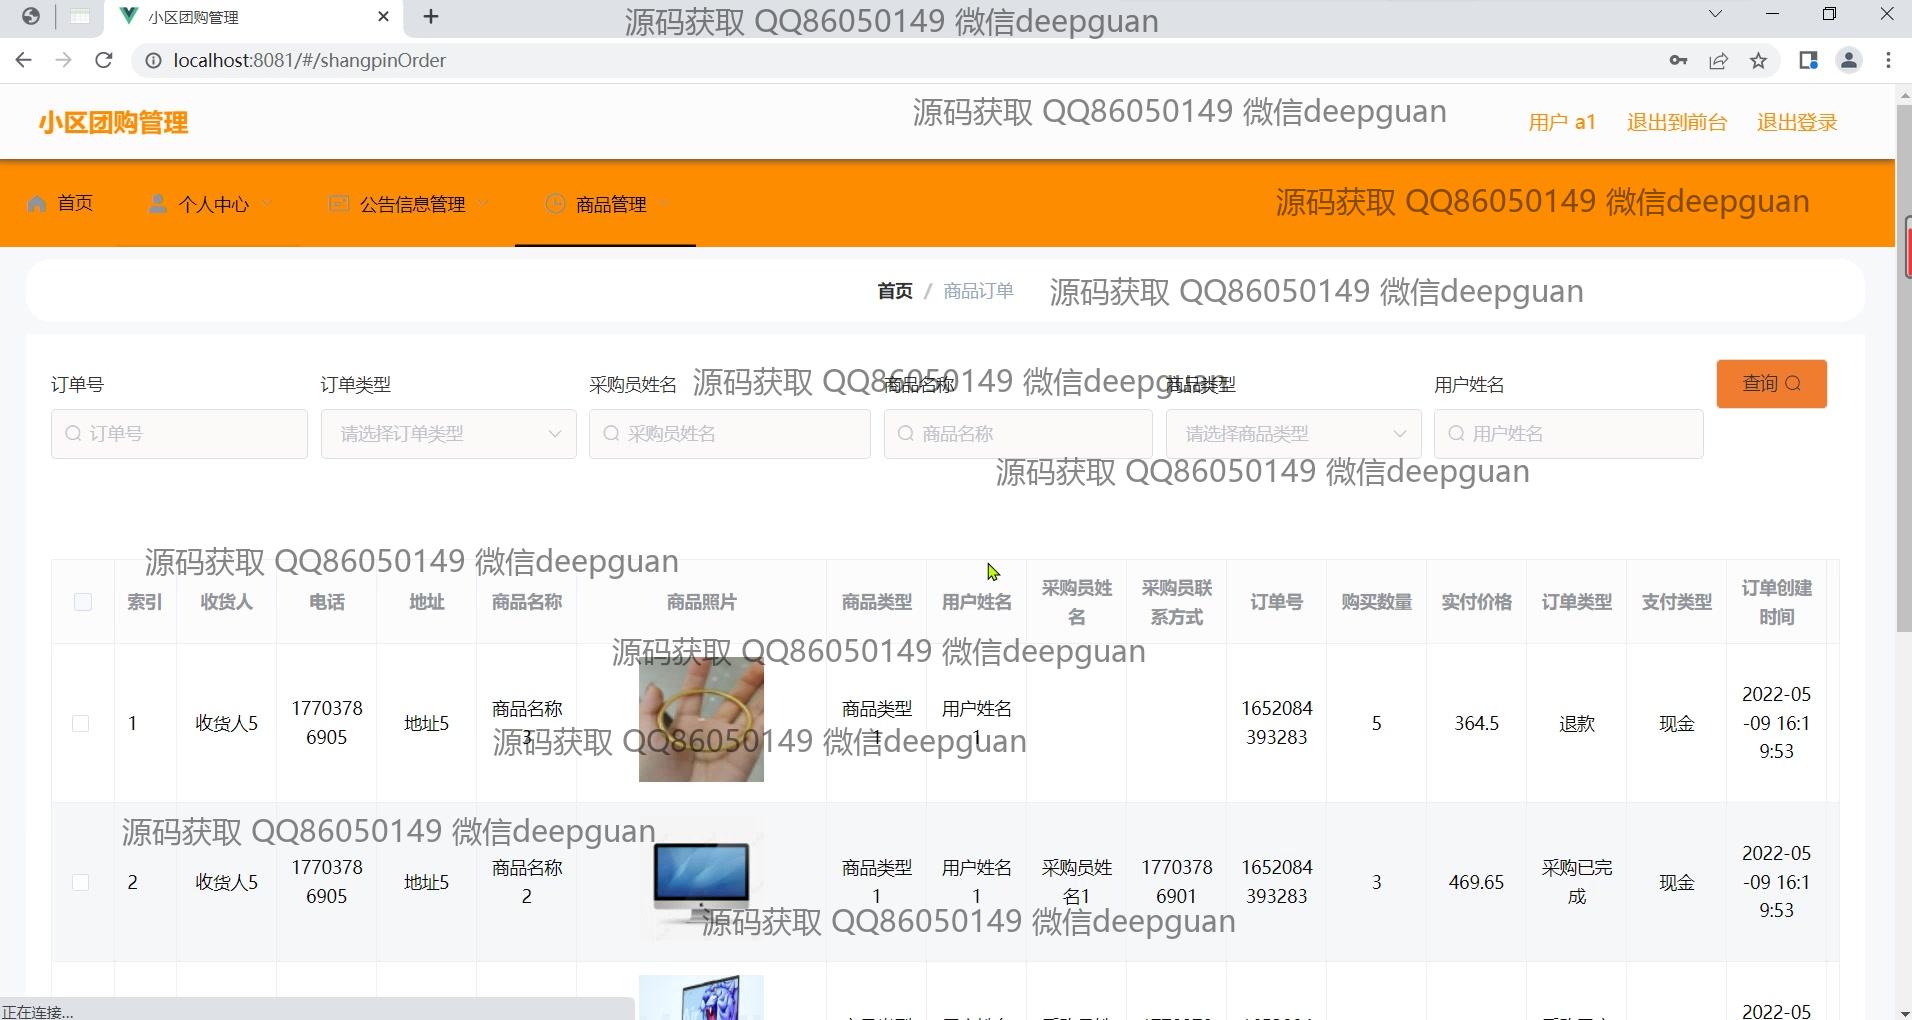 小区团购管理
源码获取 QQ86050149 微信deepguan
localhost:8081/#/shangpinOrder
小区团购管理
源码获取 QQ86050149 微信deepguan
用户 a1 退出到前台 退出登录
首页 个人中心 公告信息管理 商品管理
源码获取 QQ86050149 微信deepguan
首页 / 商品订单
源码获取 QQ86050149 微信deepguan
订单号 订单类型 采购员姓名 商品名称 商品类型 用户姓名
源码获取 QQ86050149 微信deepguan
查询
订单号 请选择订单类型 采购员姓名 商品名称 请选择商品类型 用户姓名
源码获取 QQ86050149 微信deepguan
源码获取 QQ86050149 微信deepguan
索引 收货人 电话 地址 商品名称 商品照片 商品类型 用户姓名 采购员姓名 采购员联系方式 订单号 购买数量 实付价格 订单类型 支付类型 订单创建时间
源码获取 QQ86050149 微信deepguan
1 收货人5 17703786905 地址5 商品名称3 商品类型1 用户姓名1 1652084393283 5 364.5 退款 现金 2022-05-09 16:19:53
源码获取 QQ86050149 微信deepguan
源码获取 QQ86050149 微信deepguan
2 收货人5 17703786905 地址5 商品名称2 商品类型1 用户姓名1 采购员姓名1 17703786901 1652084393283 3 469.65 采购已完成 现金 2022-05-09 16:19:53
源码获取 QQ86050149 微信deepguan
2022-05
正在连接...